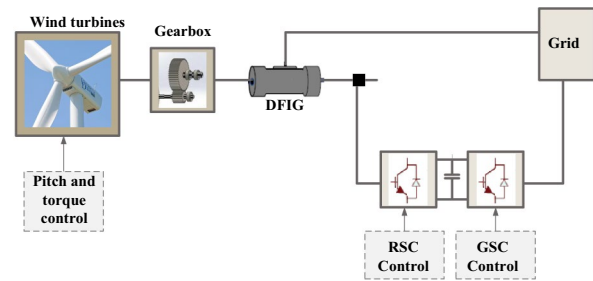 Wind turbines
Gearbox
Grid
DFIG
Pitch and
torque
control
RSC
Control
GSC
Control